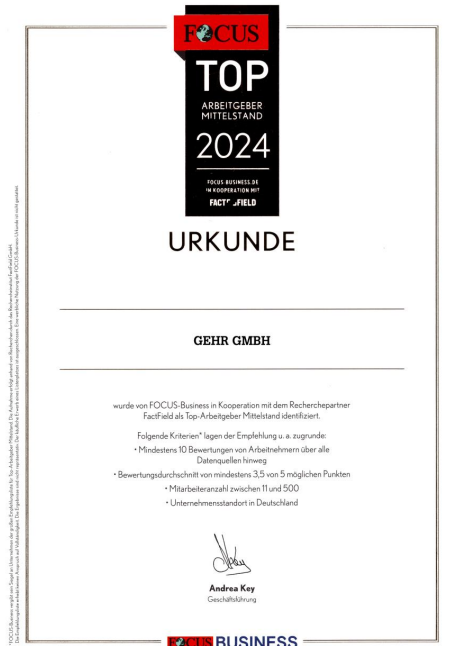 FOCUS
TOP
ARBEITGEBER
MITTELSTAND
2024
FOCUS BUSINESS.DE
IN KOOPERATION MIT
FACTFIELD
URKUNDE
GEHR GMBH
wurde von FOCUS-Business in Kooperation mit dem Recherchepartner
FactField als Top-Arbeitgeber Mittelstand identifiziert.
Folgende Kriterien* lagen der Empfehlung u. a. zugrunde:
• Mindestens 10 Bewertungen von Arbeitnehmern über alle
Datenquellen hinweg
• Bewertungsdurchschnitt von mindestens 3,5 von 5 möglichen Punkten
• Mitarbeiteranzahl zwischen 11 und 500
• Unternehmensstandort in Deutschland
Andrea Key
Geschäftsführung
FOCUS BUSINESS